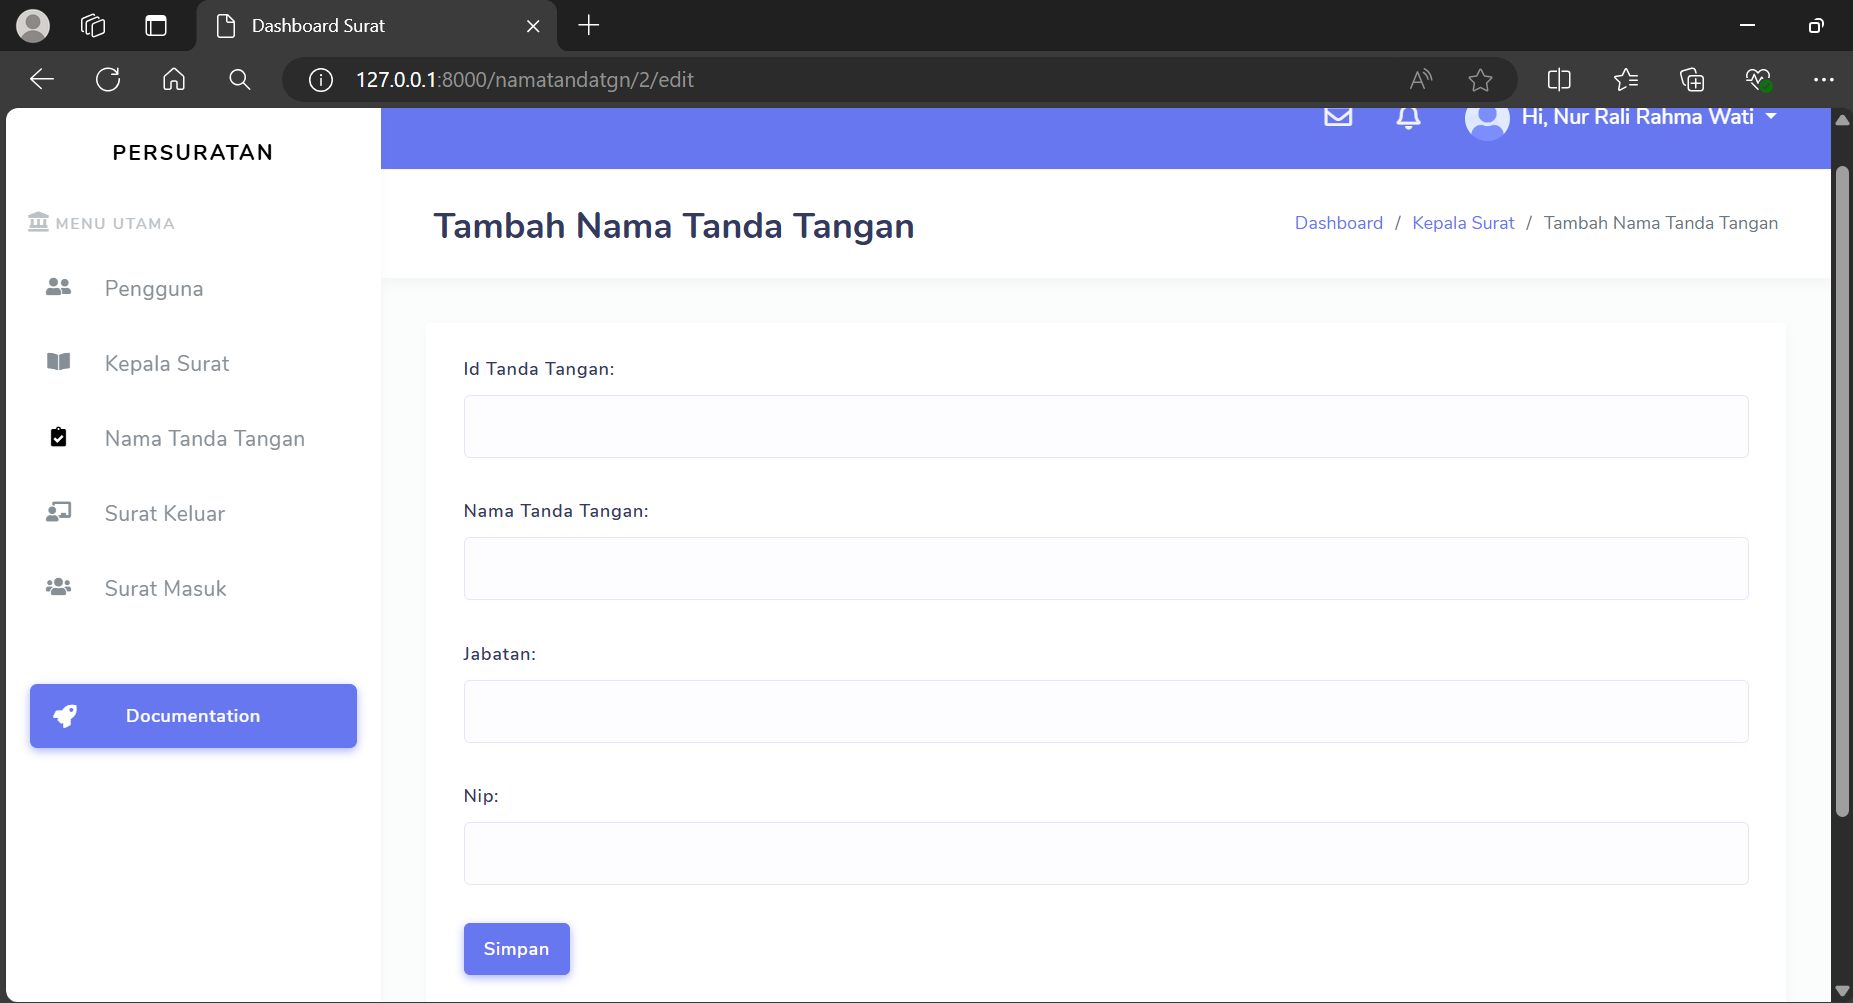 Dashboard Surat
127.0.0.1:8000/namatandatgn/2/edit
PERSURATAN
MENU UTAMA
Pengguna
Kepala Surat
Nama Tanda Tangan
Surat Keluar
Surat Masuk
Documentation
Hi, Nur Rali Rahma Wati
Tambah Nama Tanda Tangan
Dashboard / Kepala Surat / Tambah Nama Tanda Tangan
Id Tanda Tangan:
Nama Tanda Tangan:
Jabatan:
Nip:
Simpan